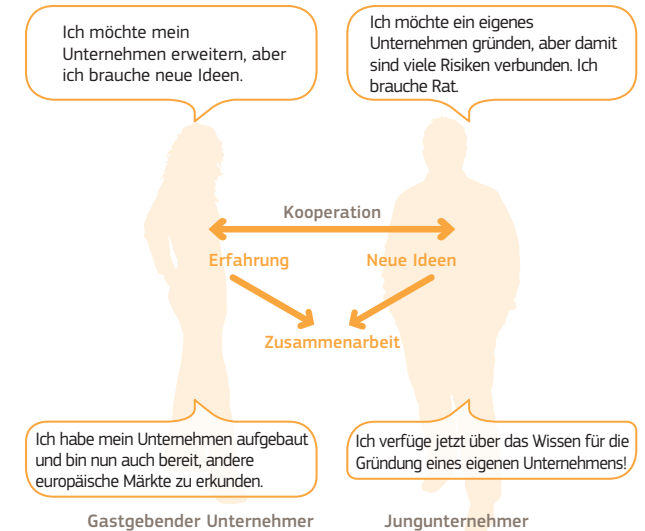 Ich möchte mein
Unternehmen erweitern, aber
ich brauche neue Ideen.
Ich möchte ein eigenes
Unternehmen gründen, aber damit
sind viele Risiken verbunden. Ich
brauche Rat.
Kooperation
Erfahrung
Neue Ideen
Zusammenarbeit
Ich habe mein Unternehmen aufgebaut
und bin nun auch bereit, andere
europäische Märkte zu erkunden.
Ich verfüge jetzt über das Wissen für die
Gründung eines eigenen Unternehmens!
Gastgebender Unternehmer
Jungunternehmer